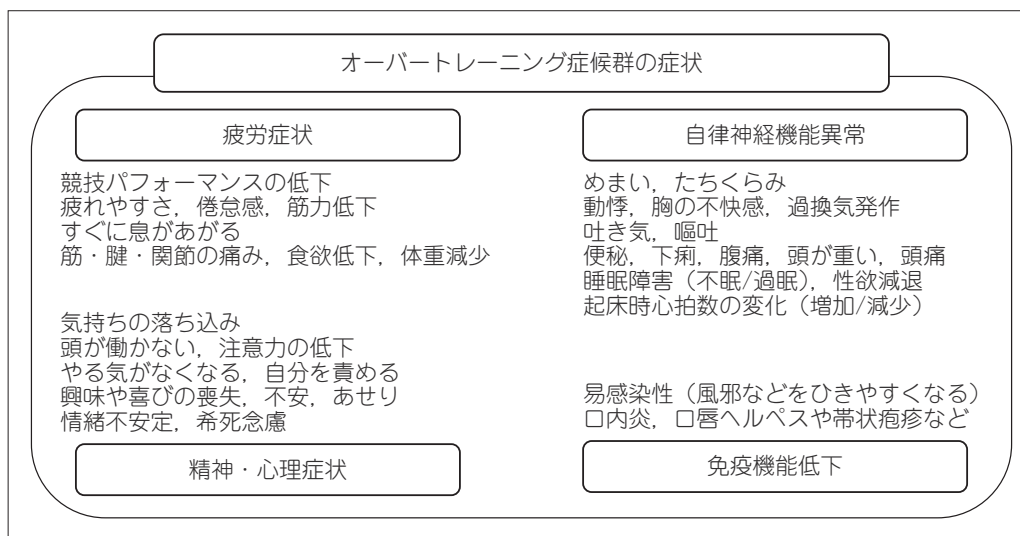 オーバートレーニング症候群の症状
疲労症状
競技パフォーマンスの低下
疲れやすさ，倦怠感，筋力低下
すぐに息があがる
筋・腱・関節の痛み，食欲低下，体重減少
気持ちの落ち込み
頭が働かない，注意力の低下
やる気がなくなる，自分を責める
興味や喜びの喪失，不安，あせり
情緒不安定，希死念慮
精神・心理症状
自律神経機能異常
めまい，たちくらみ
動悸，胸の不快感，過換気発作
吐き気，嘔吐
便秘，下痢，腹痛，頭が重い，頭痛
睡眠障害（不眠/過眠），性欲減退
起床時心拍数の変化（増加/減少）
易感染性（風邪などをひきやすくなる）
口内炎，口唇ヘルペスや帯状疱疹など
免疫機能低下